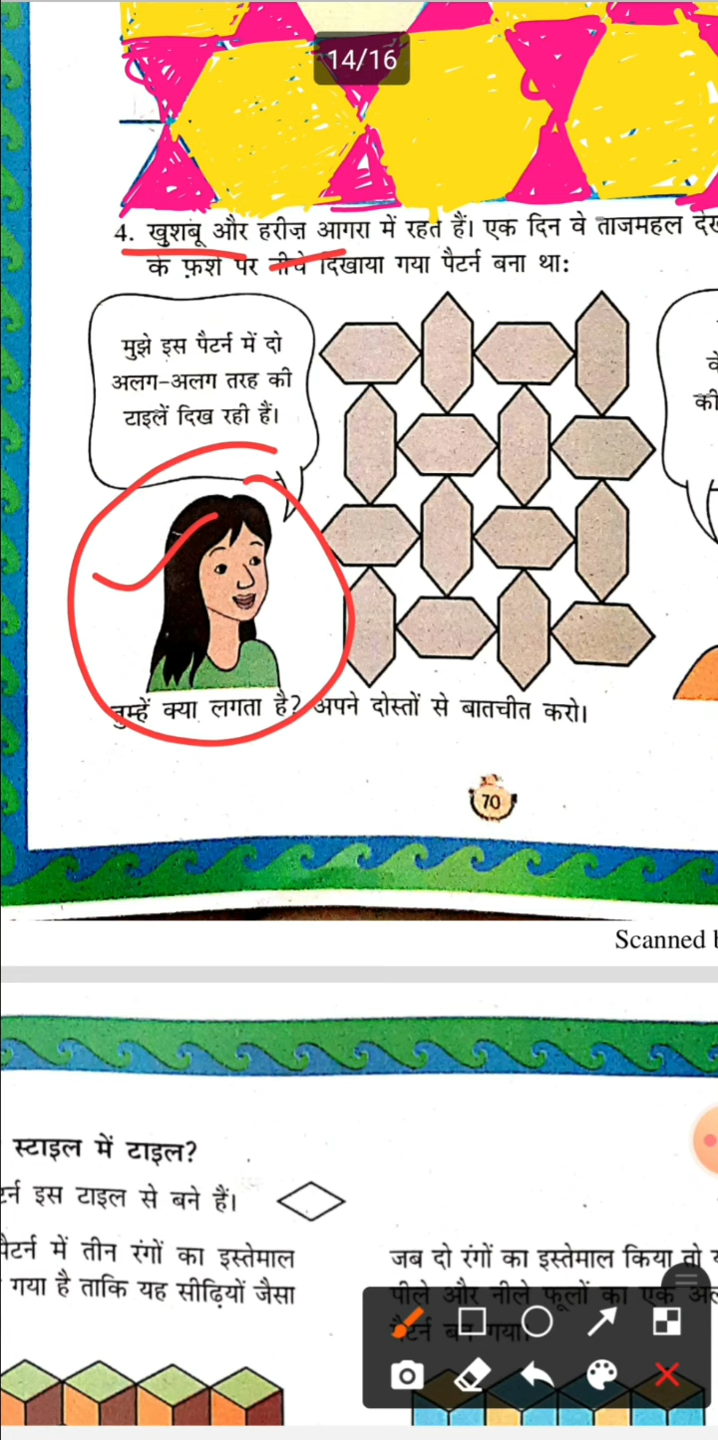 14/16
4. खुशबू और हरीज़ आगरा में रहते हैं। एक दिन वे ताजमहल
के फ़र्श पर नीचे दिखाया गया पैटर्न बना था:
मुझे इस पैटर्न में दो
अलग-अलग तरह की
टाइलें दिख रही हैं।
की
तुम्हें क्या लगता है? अपने दोस्तों से बातचीत करो।
70
Scanned
स्टाइल में टाइल?
इस टाइल से बने हैं।
में तीन रंगों का इस्तेमाल
गया है ताकि यह सीढ़ियों जैसा
जब दो रंगों का इस्तेमाल किया तो
पीले और नीले फूलों का एक
पैटर्न बन गया।